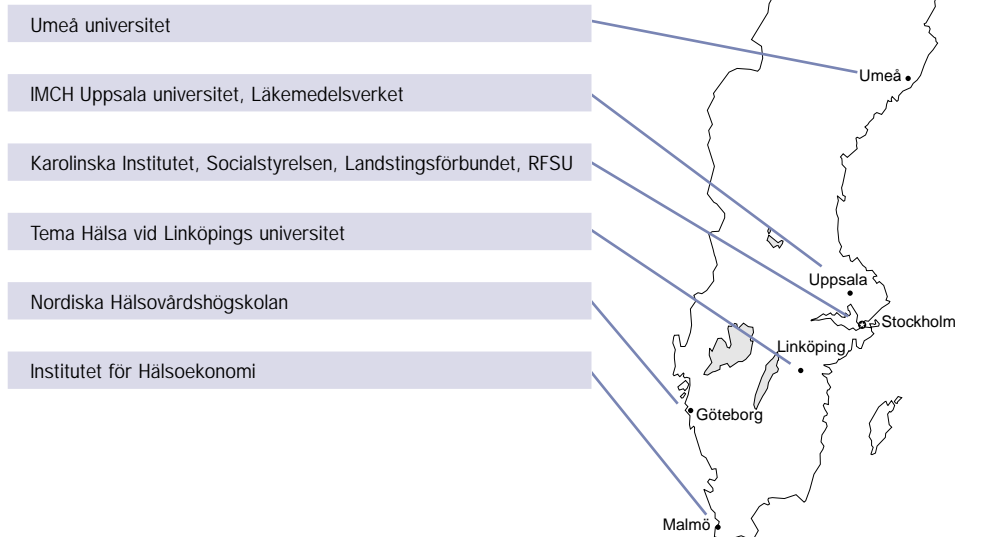 Umeå universitet
IMCH Uppsala universitet, Läkemedelsverket
Karolinska Institutet, Socialstyrelsen, Landstingsförbundet, RFSU
Tema Hälsa vid Linköpings universitet
Nordiska Hälsovårdshögskolan
Institutet för Hälsoekonomi
Umeå
Uppsala
Stockholm
Linköping
Göteborg
Malmö